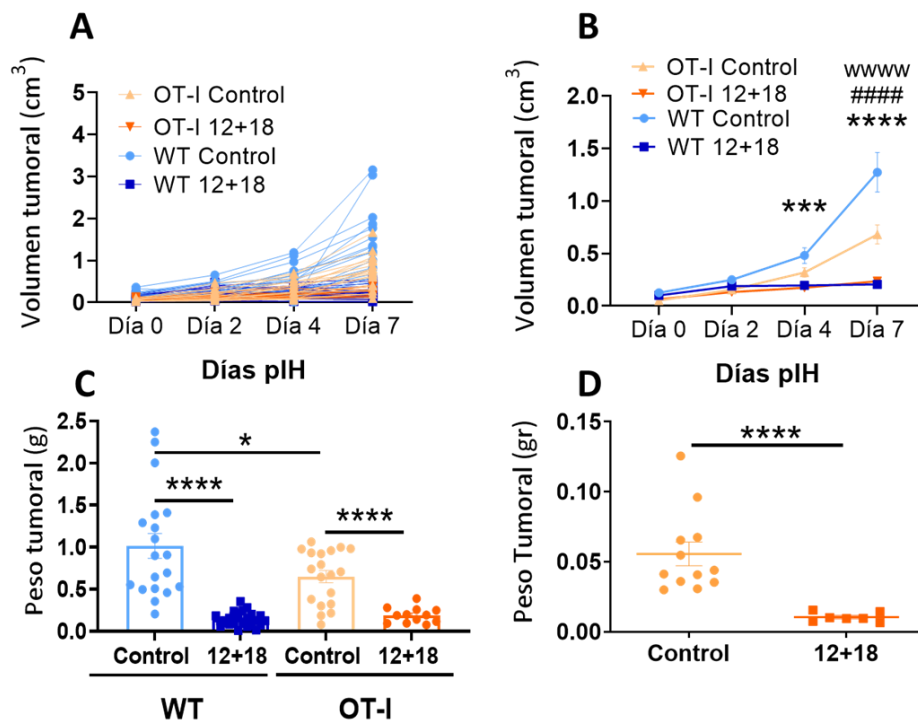 A
Volumen tumoral (cm3)
5
4
3
2
1
0
OT-I Control
OT-I 12+18
WT Control
WT 12+18
Día 0 Día 2 Día 4 Día 7
Días pIH
B
Volumen tumoral (cm3)
2.0
1.5
1.0
0.5
0.0
OT-I Control
OT-I 12+18
WT Control
WT 12+18
wwww
####
****
***
Día 0 Día 2 Día 4 Día 7
Días pIH
C
Peso tumoral (g)
2.5
2.0
1.5
1.0
0.5
0.0
*
****
****
Control 12+18 Control 12+18
WT OT-I
D
Peso Tumoral (gr)
0.15
0.10
0.05
0.00
****
Control 12+18